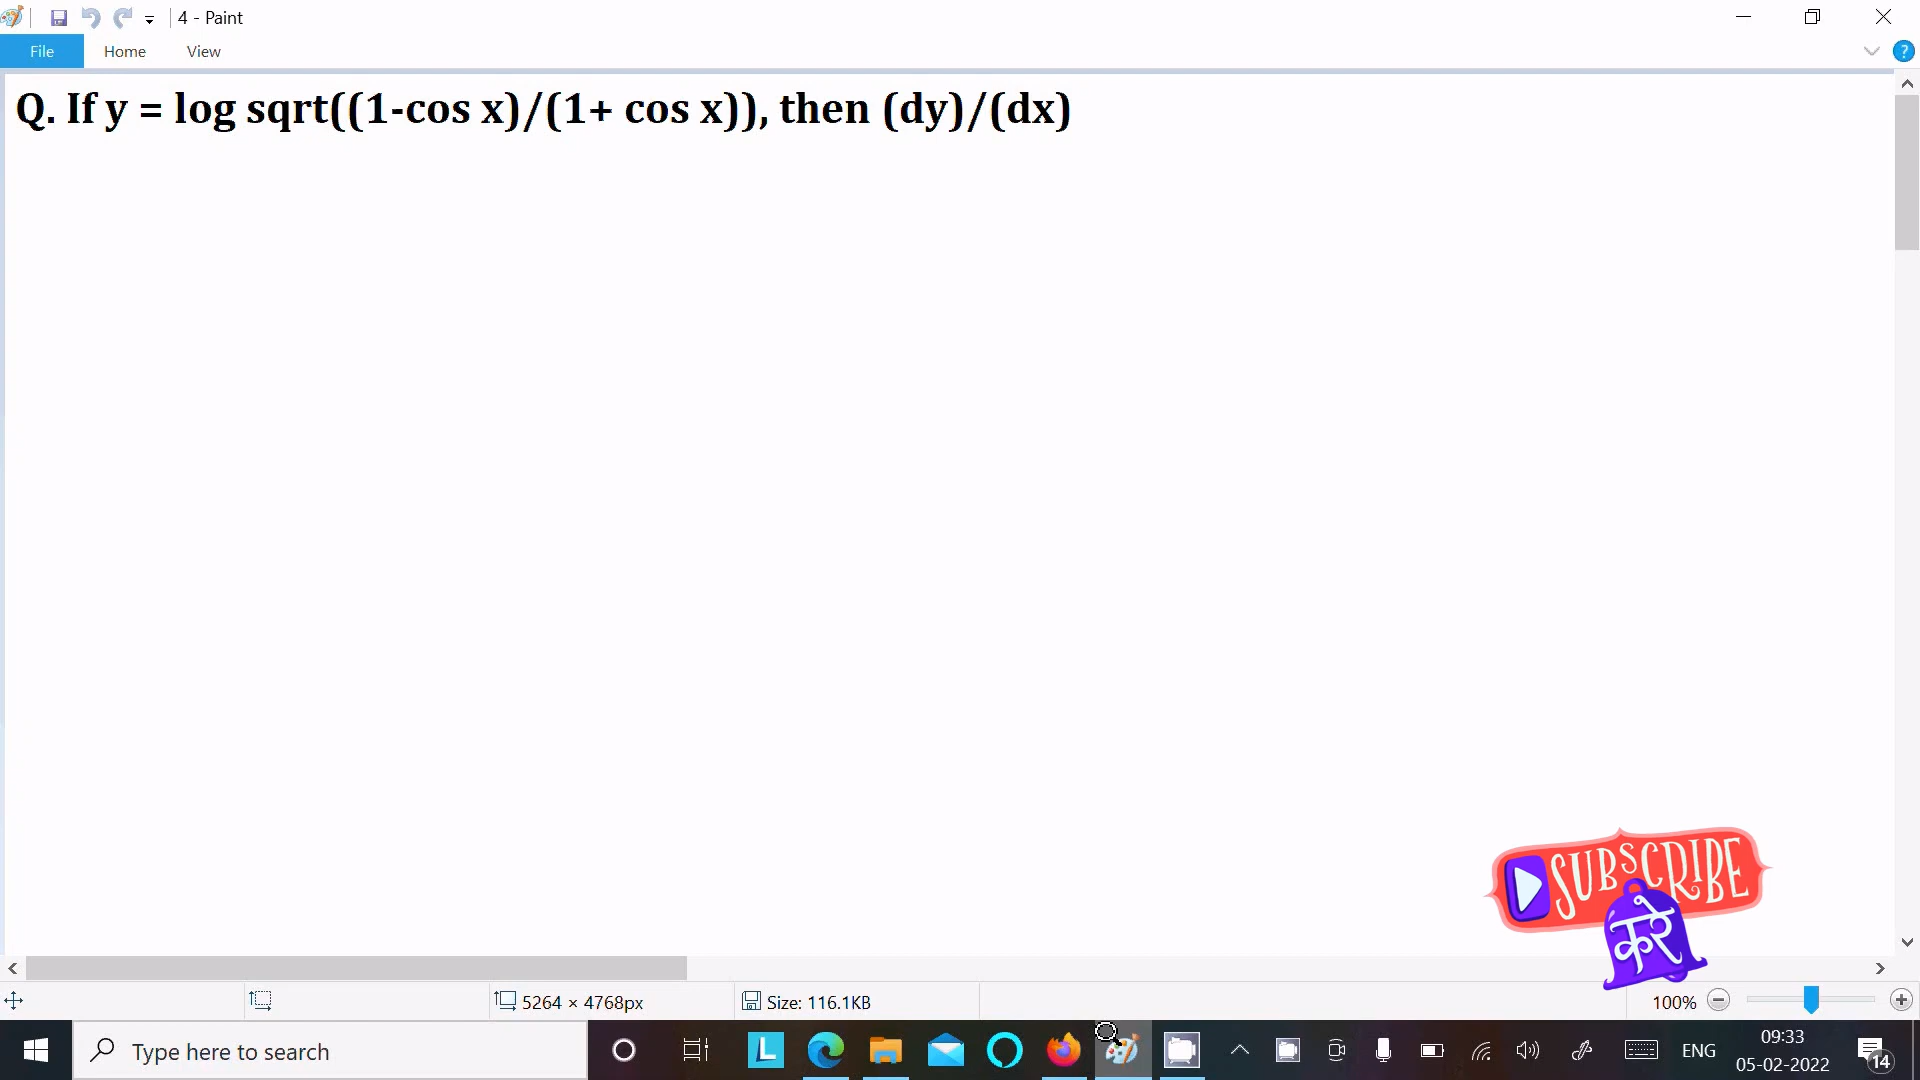 4 - Paint
File
Home
View
Q. If y = log sqrt((1-cos x)/(1+ cos x)), then (dy)/(dx)
SUBSCRIBE
करे
5264 × 4768px
Size: 116.1KB
100%
Type here to search
L
ENG
09:33
05-02-2022
14